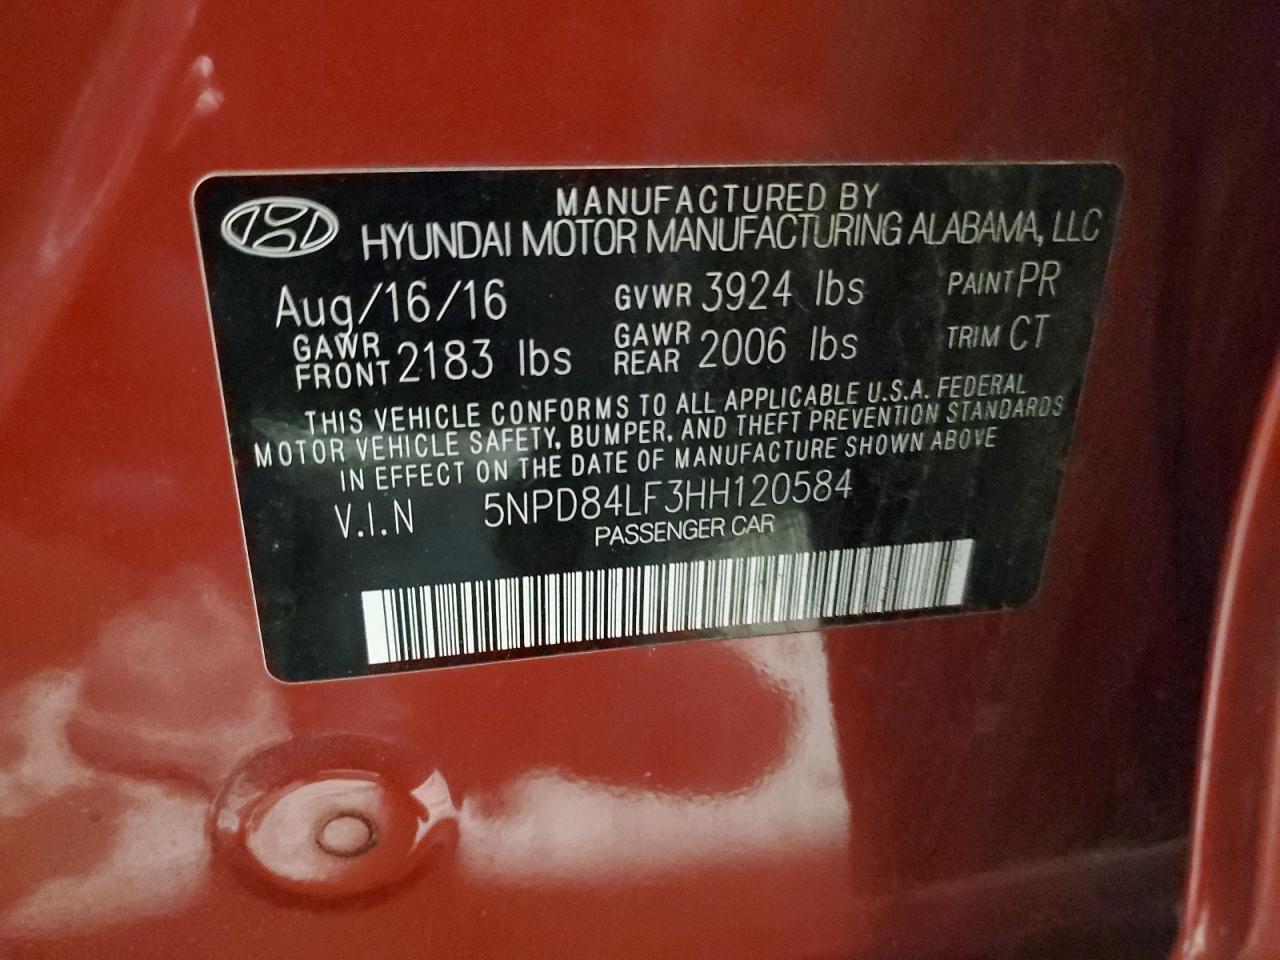 MANUFACTURED BY
HYUNDAI MOTOR MANUFACTURING ALABAMA, LLC
Aug/16/16 GVWR 3924 lbs PAINT PR
GAWR FRONT 2183 lbs GAWR REAR 2006 lbs TRIM CT
THIS VEHICLE CONFORMS TO ALL APPLICABLE U.S.A. FEDERAL
MOTOR VEHICLE SAFETY, BUMPER, AND THEFT PREVENTION STANDARDS
IN EFFECT ON THE DATE OF MANUFACTURE SHOWN ABOVE
V.I.N 5NPD84LF3HH120584
PASSENGER CAR